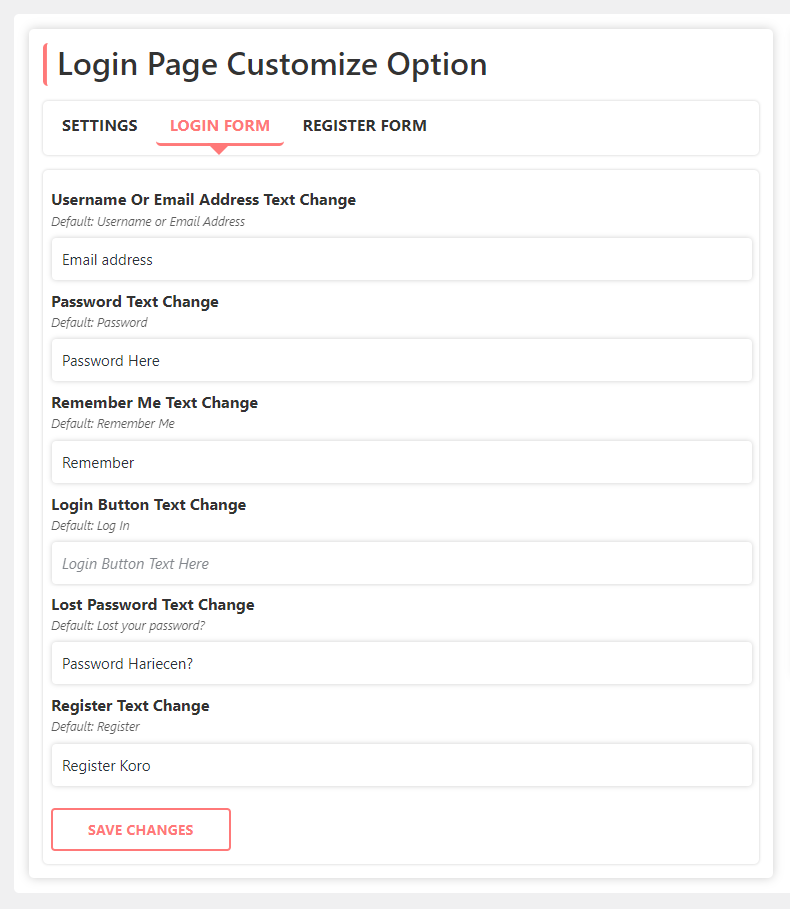 Login Page Customize Option
SETTINGS LOGIN FORM REGISTER FORM
Username Or Email Address Text Change
Default: Username or Email Address
Email address
Password Text Change
Default: Password
Password Here
Remember Me Text Change
Default: Remember Me
Remember
Login Button Text Change
Default: Log In
Login Button Text Here
Lost Password Text Change
Default: Lost your password?
Password Hariecen?
Register Text Change
Default: Register
Register Koro
SAVE CHANGES